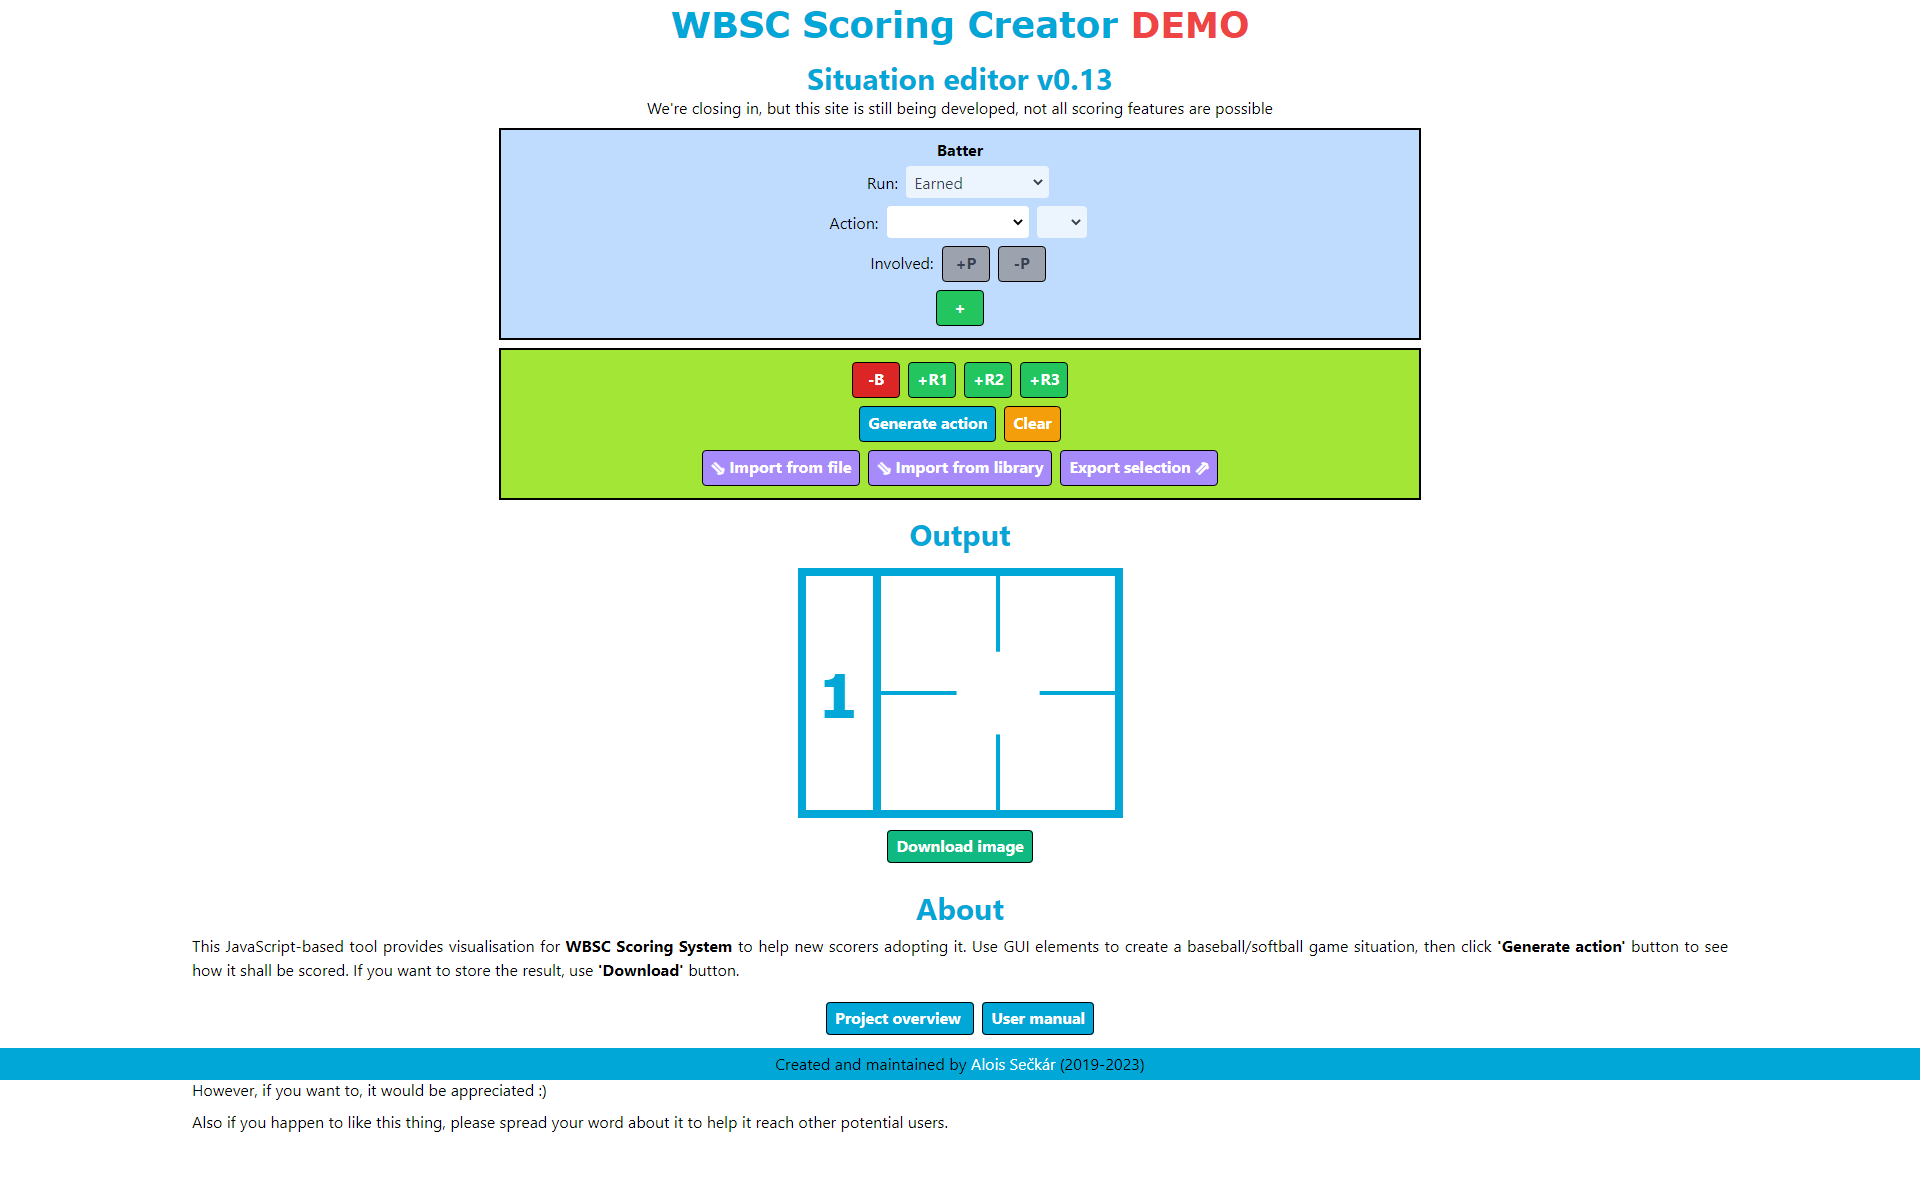 WBSC Scoring Creator DEMO
Situation editor v0.13
We're closing in, but this site is still being developed, not all scoring features are possible
Batter
Run: Earned
Action:
Involved: +P -P
+
-B +R1 +R2 +R3
Generate action Clear
⇘ Import from file ⇘ Import from library Export selection ⇗
Output
1
Download image
About
This JavaScript-based tool provides visualisation for WBSC Scoring System to help new scorers adopting it. Use GUI elements to create a baseball/softball game situation, then click 'Generate action' button to see
how it shall be scored. If you want to store the result, use 'Download' button.
Project overview User manual
Created and maintained by Alois Sečkár (2019-2023)
However, if you want to, it would be appreciated :)
Also if you happen to like this thing, please spread your word about it to help it reach other potential users.